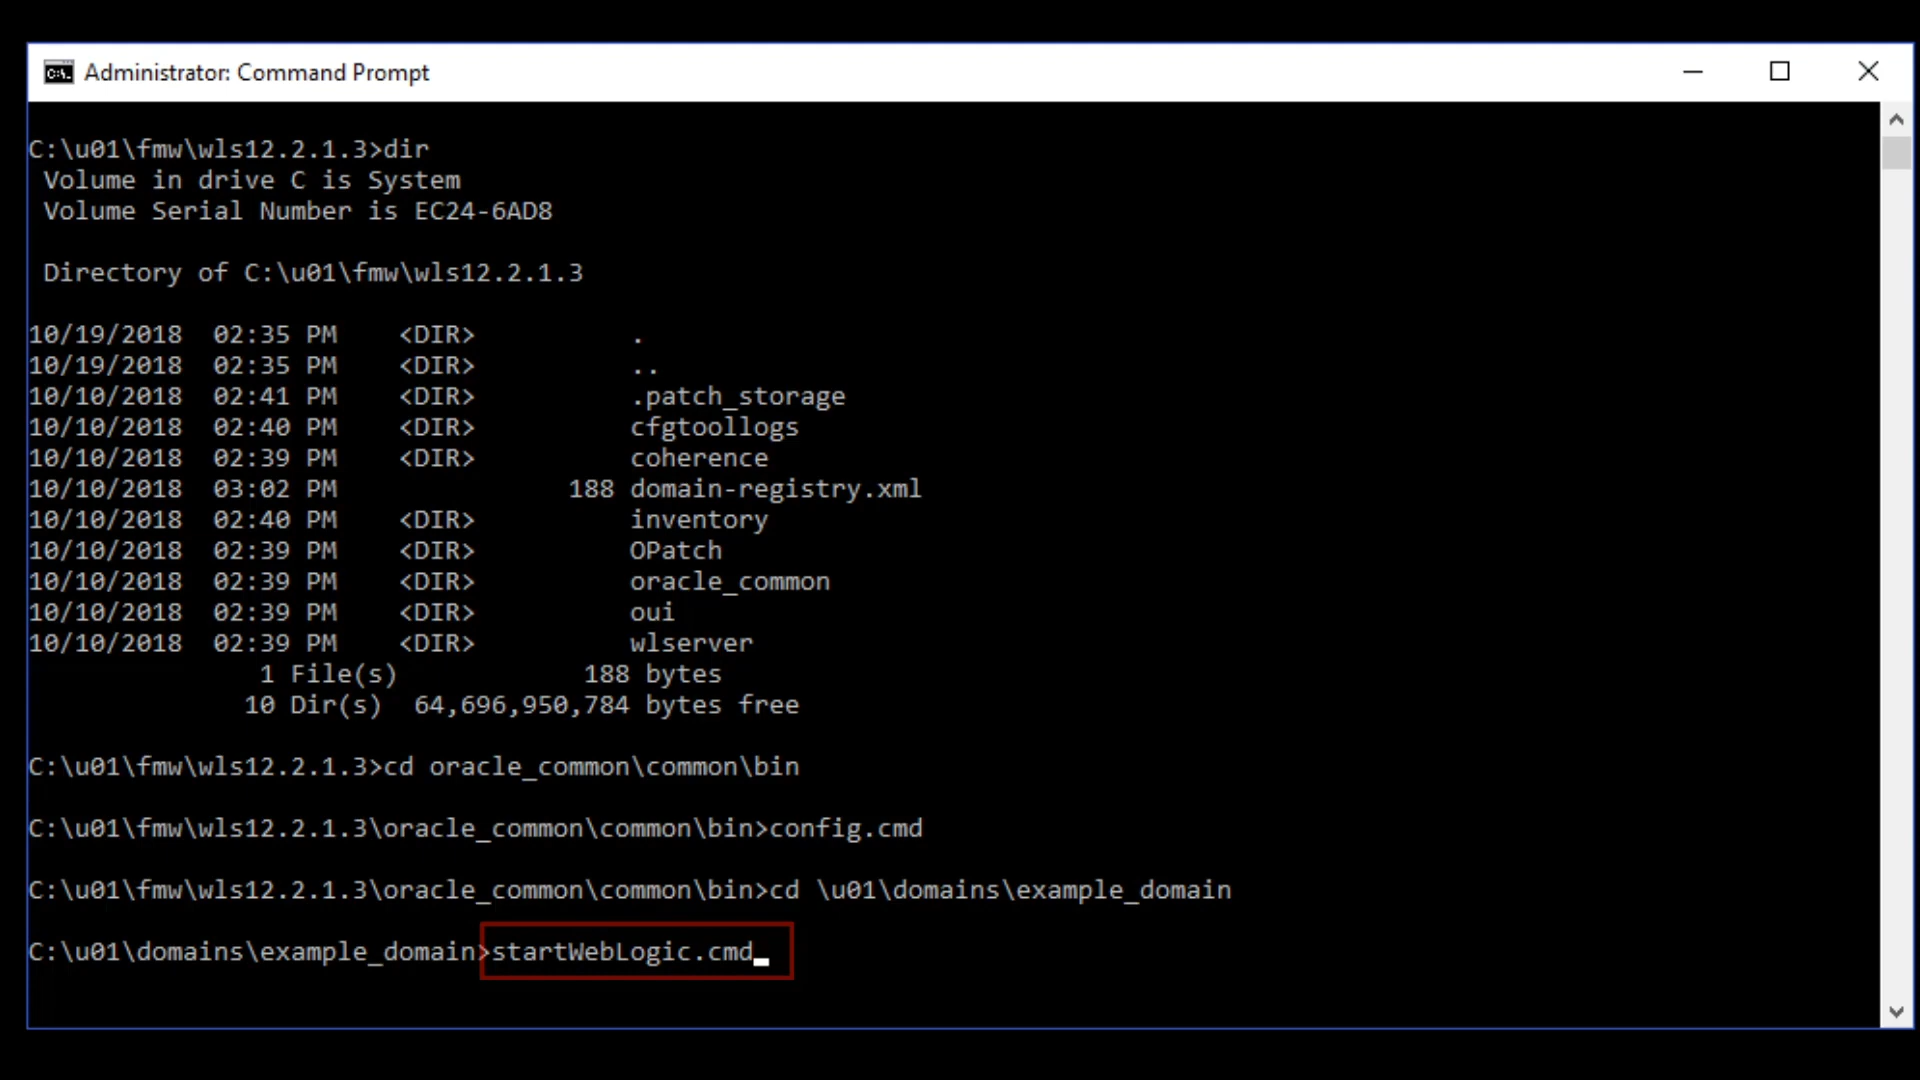 Administrator: Command Prompt
C:\u01\fmw\wls12.2.1.3>dir
Volume in drive C is System
Volume Serial Number is EC24-6AD8
Directory of C:\u01\fmw\wls12.2.1.3
10/19/2018 02:35 PM <DIR> .
10/19/2018 02:35 PM <DIR> ..
10/10/2018 02:41 PM <DIR> .patch_storage
10/10/2018 02:40 PM <DIR> cfgtoollogs
10/10/2018 02:39 PM <DIR> coherence
10/10/2018 03:02 PM 188 domain-registry.xml
10/10/2018 02:40 PM <DIR> inventory
10/10/2018 02:39 PM <DIR> OPatch
10/10/2018 02:39 PM <DIR> oracle_common
10/10/2018 02:39 PM <DIR> oui
10/10/2018 02:39 PM <DIR> wlserver
1 File(s) 188 bytes
10 Dir(s) 64,696,950,784 bytes free
C:\u01\fmw\wls12.2.1.3>cd oracle_common\common\bin
C:\u01\fmw\wls12.2.1.3\oracle_common\common\bin>config.cmd
C:\u01\fmw\wls12.2.1.3\oracle_common\common\bin>cd \u01\domains\example_domain
C:\u01\domains\example_domain>startWebLogic.cmd